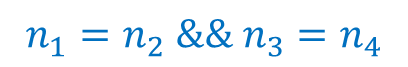 n₁ = n₂ && n₃ = n₄